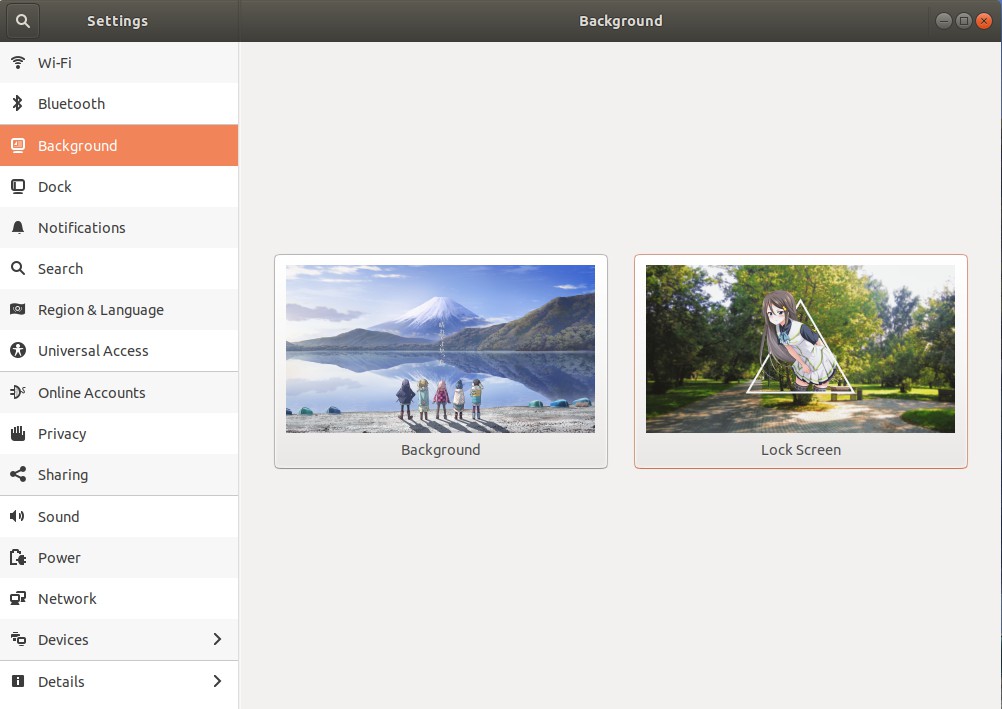 Settings
Background
Wi-Fi
Bluetooth
Background
Dock
Notifications
Search
Region & Language
Universal Access
Online Accounts
Privacy
Sharing
Sound
Power
Network
Devices
Details
Background
Lock Screen